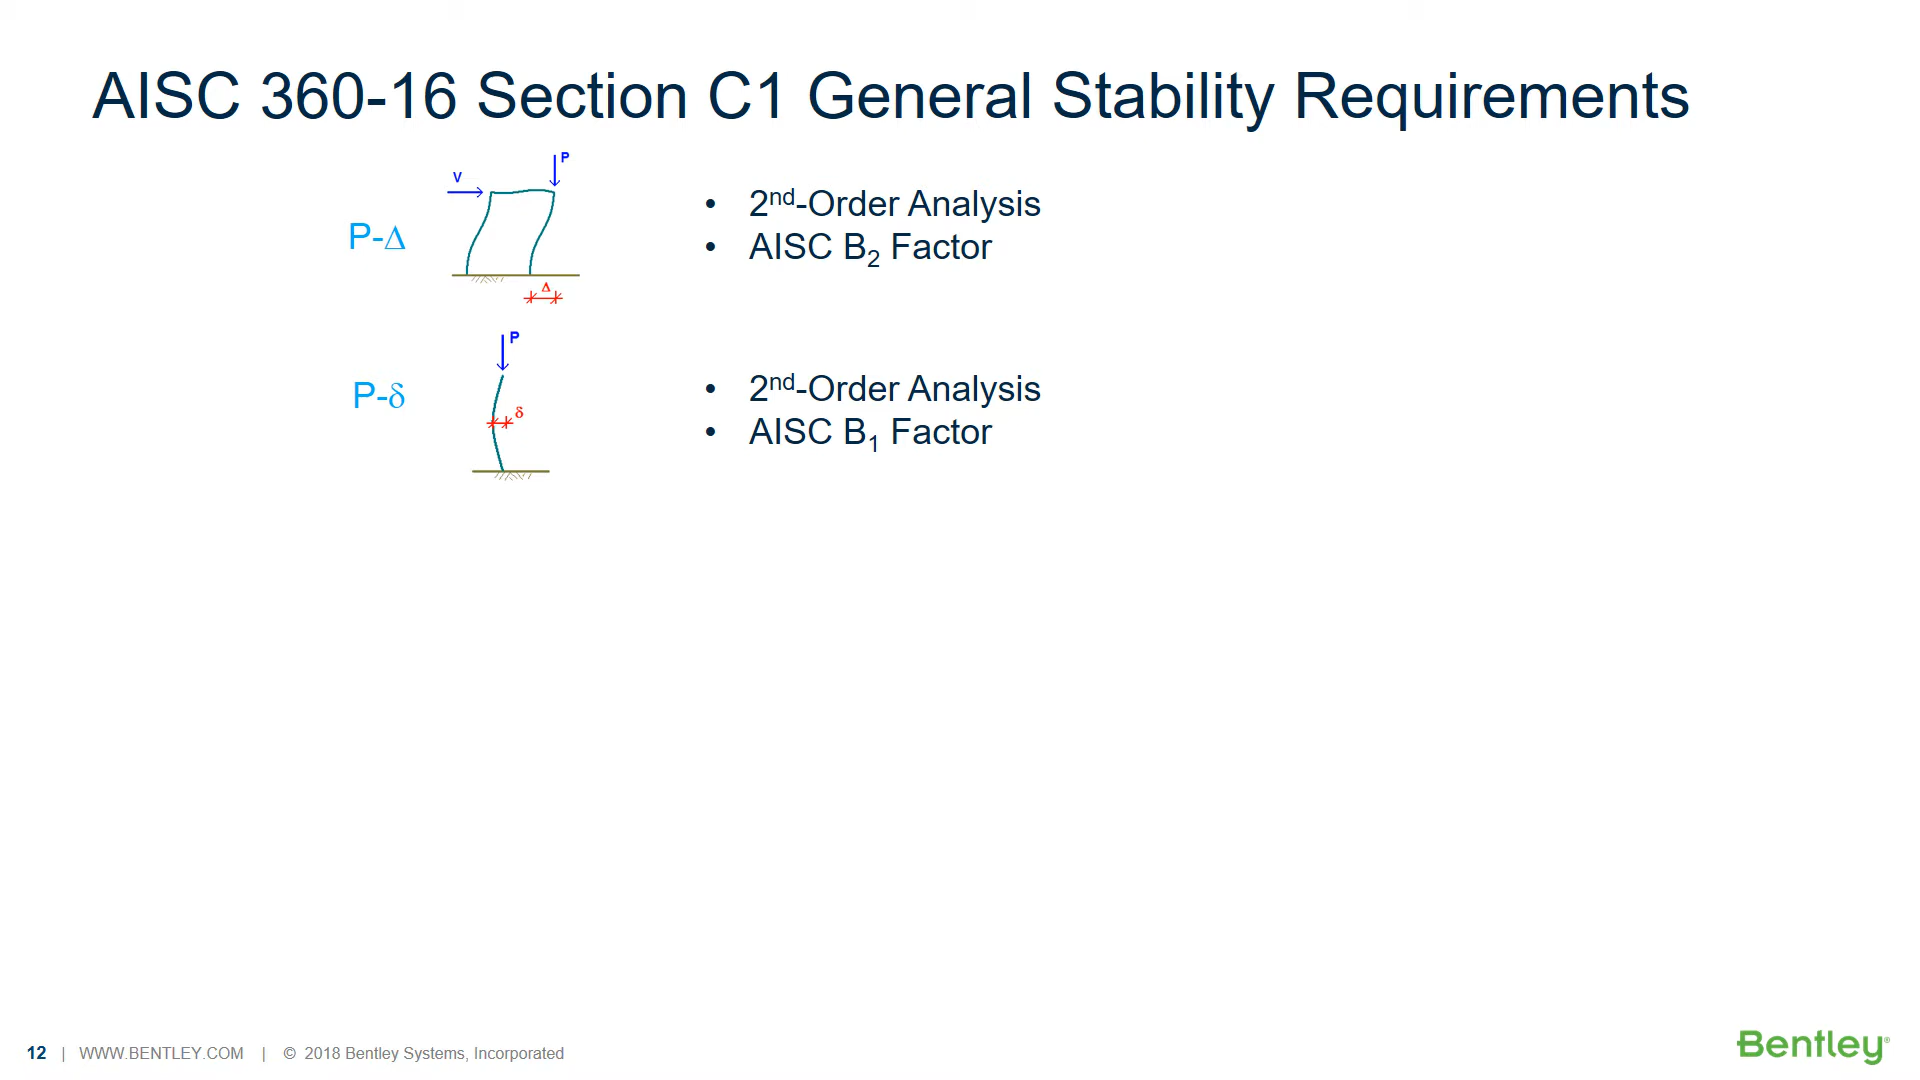 AISC 360-16 Section C1 General Stability Requirements
P
V
P-Δ
Δ
• 2nd-Order Analysis
• AISC B2 Factor
P
P-δ
δ
• 2nd-Order Analysis
• AISC B1 Factor
12 | WWW.BENTLEY.COM | © 2018 Bentley Systems, Incorporated
Bentley®